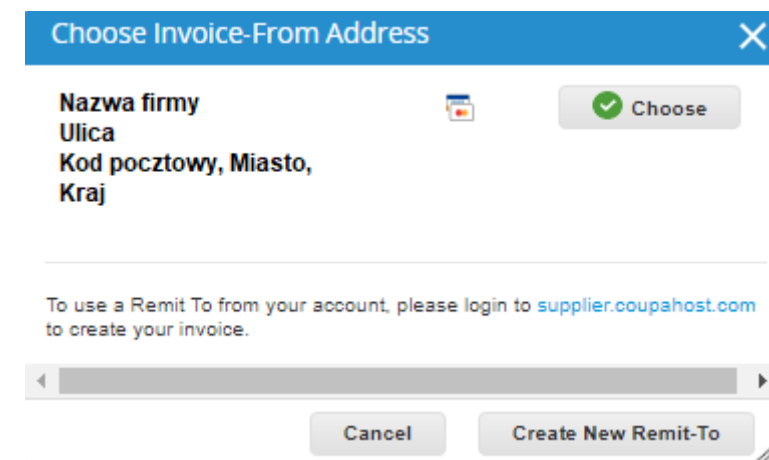 Choose Invoice-From Address
Nazwa firmy
Ulica
Kod pocztowy, Miasto,
Kraj
Choose
To use a Remit To from your account, please login to supplier.coupahost.com
to create your invoice.
Cancel
Create New Remit-To